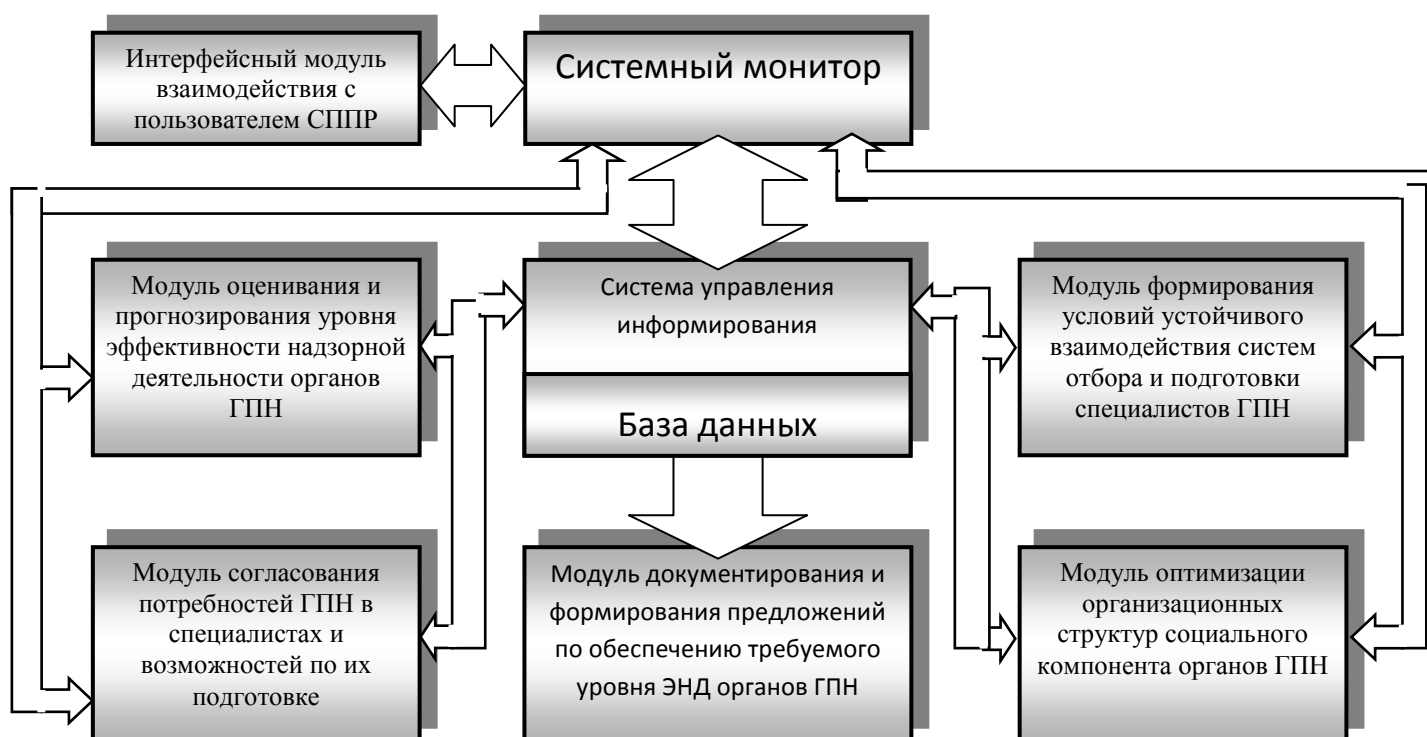 Интерфейсный модуль
взаимодействия с
пользователем СППР
Системный монитор
Модуль оценивания и
прогнозирования уровня
эффективности надзорной
деятельности органов
ГПН
Система управления
информирования
База данных
Модуль формирования
условий устойчивого
взаимодействия систем
отбора и подготовки
специалистов ГПН
Модуль согласования
потребностей ГПН в
специалистах и
возможностей по их
подготовке
Модуль документирования и
формирования предложений
по обеспечению требуемого
уровня ЭНД органов ГПН
Модуль оптимизации
организационных
структур социального
компонента органов ГПН